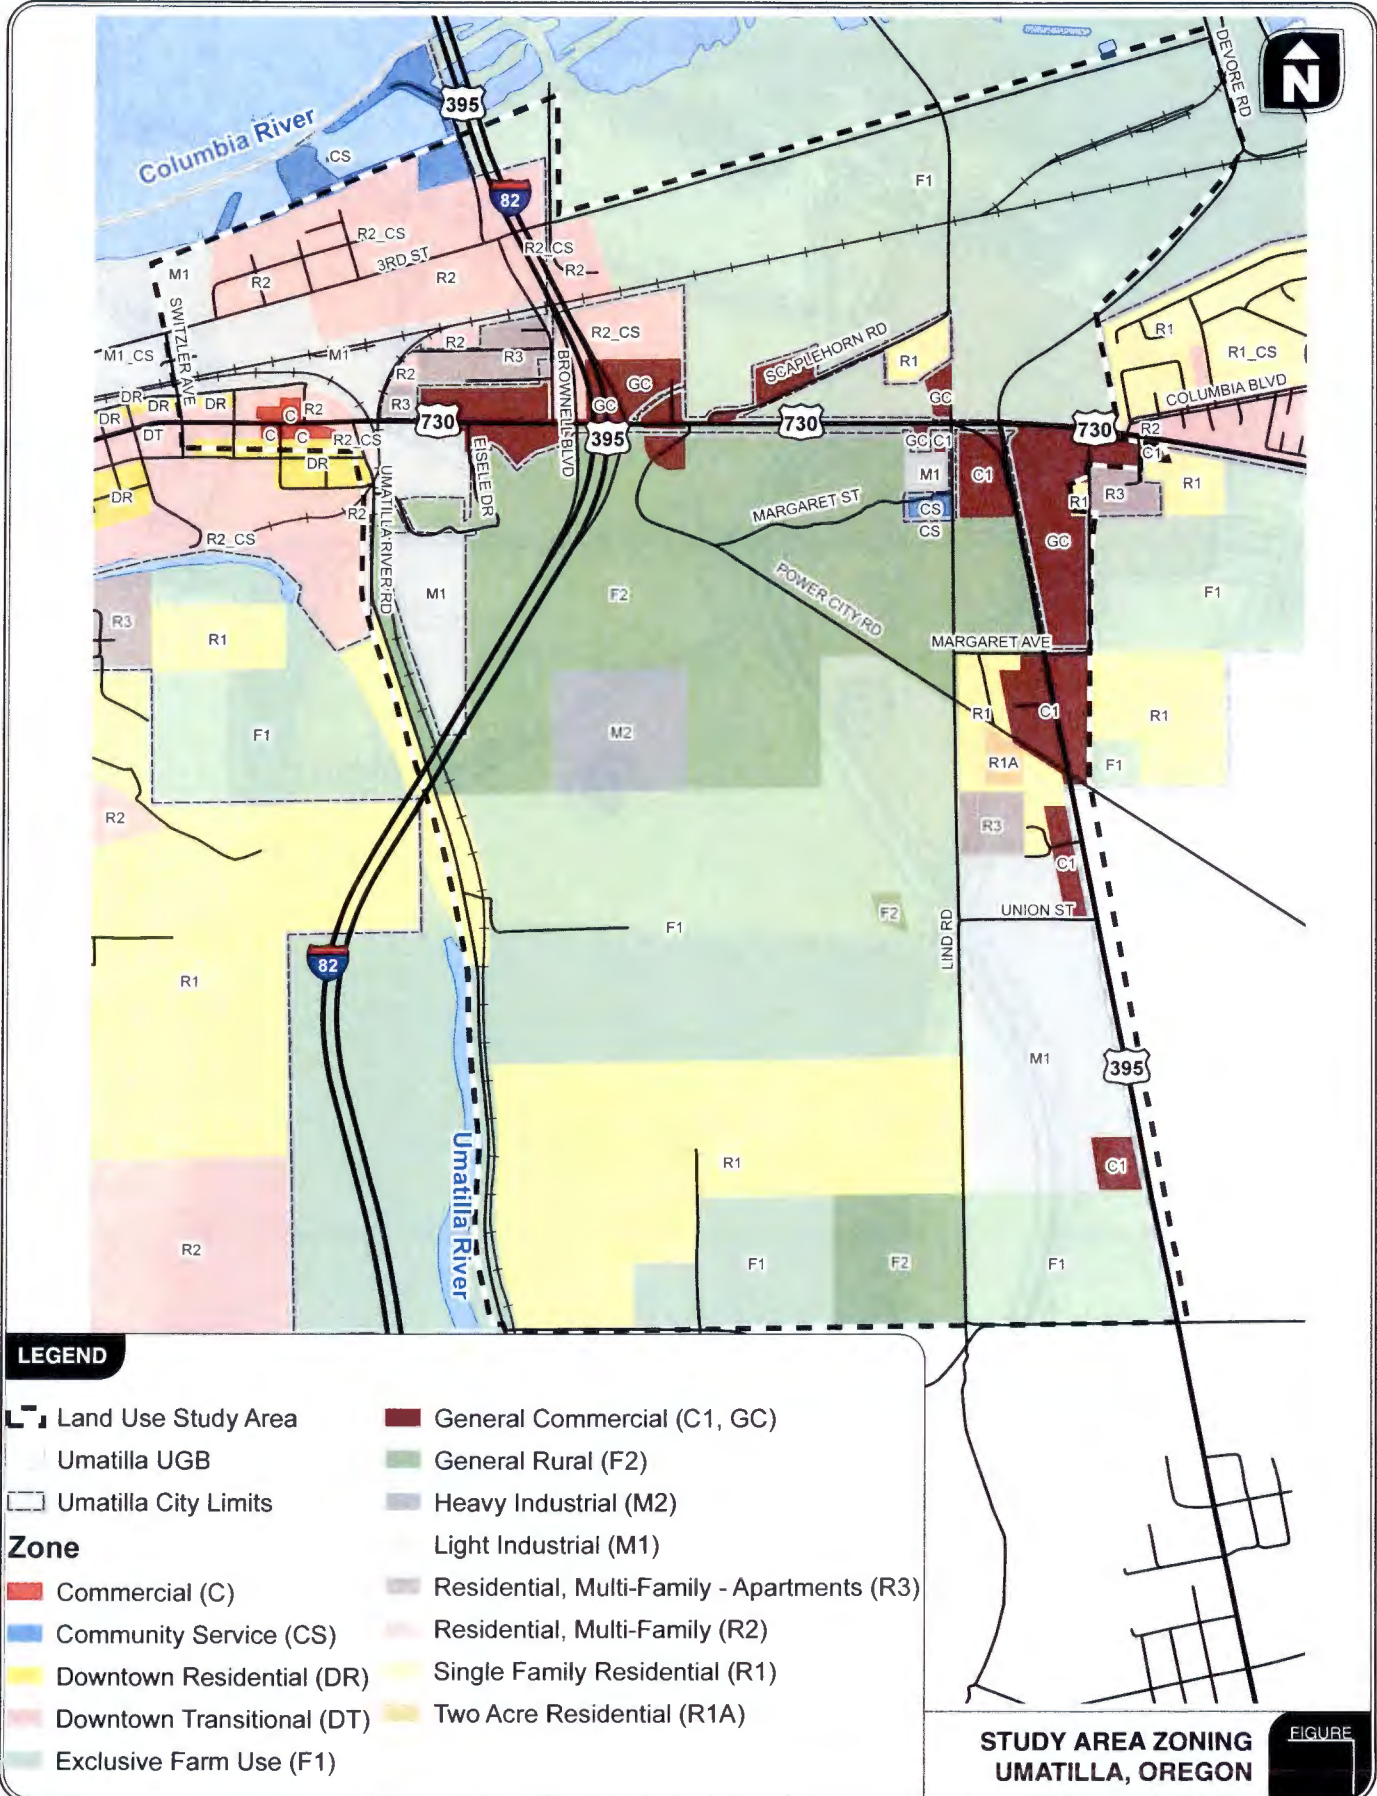 395
DEVORE RD
N
Columbia River
CS
F1
82
R2_CS
R2_CS
3RD ST
R2
M1
R2
R2
SWITZLER AVE
R1
R2_CS
R1_CS
SCAPLEHORN RD
M1_CS
M1
R2
R3
BROWNELL BLVD
R1
R2
GC
COLUMBIA BLVD
DR
DR
DR
C
R2
R3
730
GC
GC
730
730
DR
DT
C
C
R2_CS
395
GC
C1
R2
C1
DR
EISELE DR
M1
C1
R1
R3
R1
DR
UMATILLA RIVER RD
MARGARET ST
CS
R2
CS
R2_CS
GC
POWER CITY RD
M1
F2
F1
R3
R1
MARGARET AVE
R1
C1
R1
F1
M2
R1A
F1
R2
R3
C1
F2
UNION ST
F1
LIND RD
82
R1
M1
395
Umatilla River
R1
C1
R2
F1
F2
F1
LEGEND
Land Use Study Area
Umatilla UGB
Umatilla City Limits
Zone
Commercial (C)
Community Service (CS)
Downtown Residential (DR)
Downtown Transitional (DT)
Exclusive Farm Use (F1)
General Commercial (C1, GC)
General Rural (F2)
Heavy Industrial (M2)
Light Industrial (M1)
Residential, Multi-Family - Apartments (R3)
Residential, Multi-Family (R2)
Single Family Residential (R1)
Two Acre Residential (R1A)
STUDY AREA ZONING
UMATILLA, OREGON
FIGURE